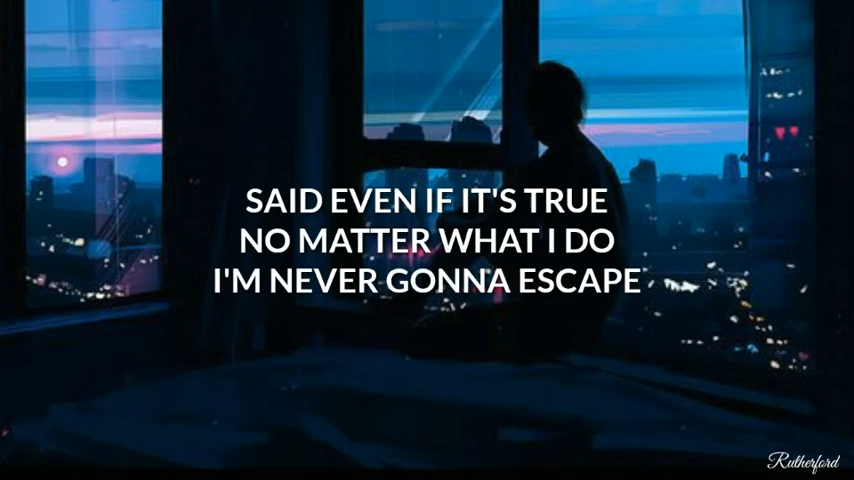 SAID EVEN IF IT'S TRUE
NO MATTER WHAT I DO
I'M NEVER GONNA ESCAPE
Rutherford